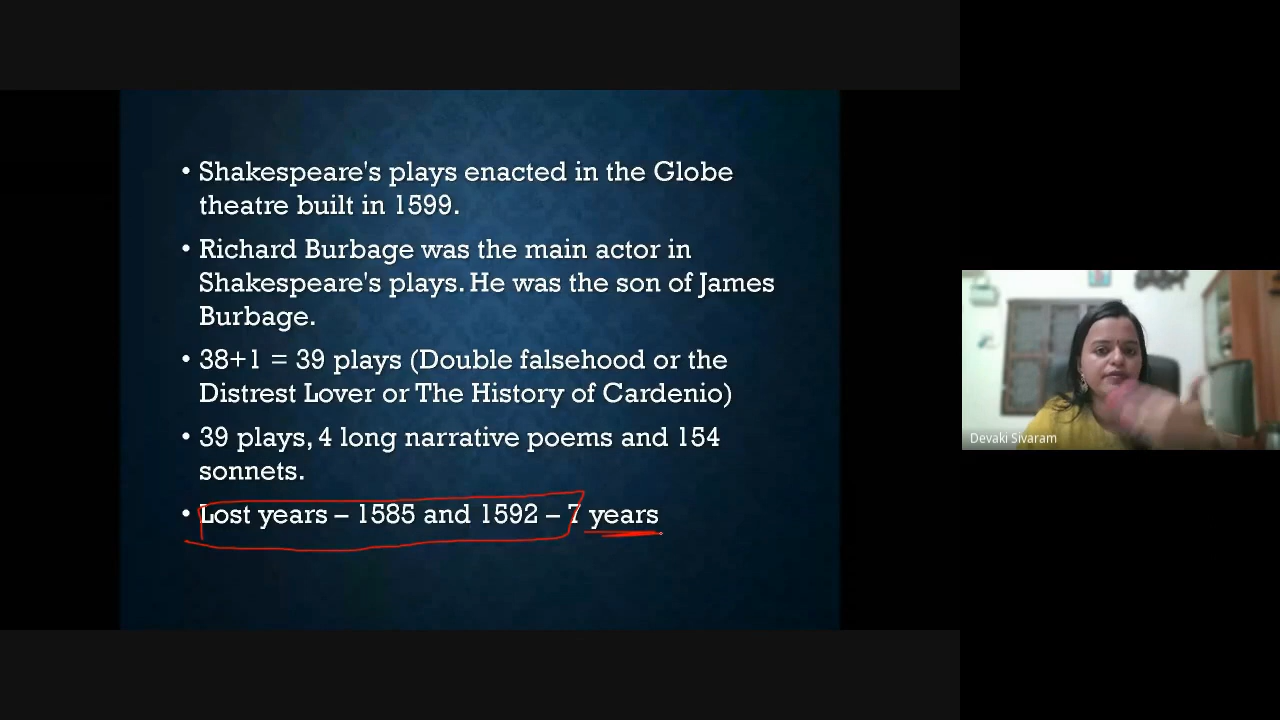 • Shakespeare's plays enacted in the Globe
theatre built in 1599.
• Richard Burbage was the main actor in
Shakespeare's plays. He was the son of James
Burbage.
• 38+1 = 39 plays (Double falsehood or the
Distrest Lover or The History of Cardenio)
• 39 plays, 4 long narrative poems and 154
sonnets.
• Lost years – 1585 and 1592 – 7 years
Devaki Sivaram